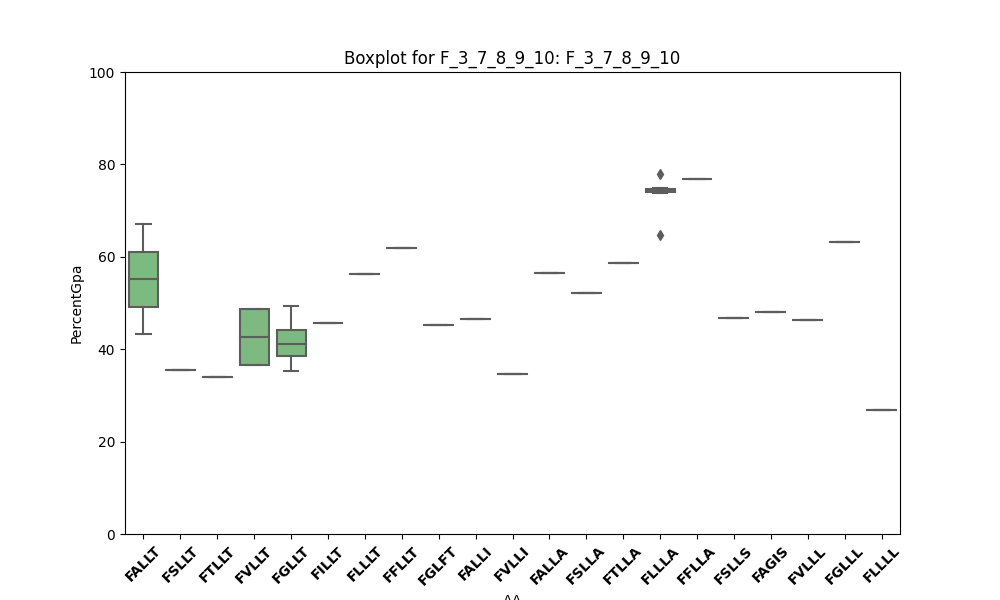 Boxplot for F_3_7_8_9_10: F_3_7_8_9_10
100
80
60
40
20
0
PercentGpa
FALLT FSLLT FTLLT FVLLT FGLLT FILLT FLLLT FFLLT FGLFT FALLI FVLLI FALLA FSLLA FTLLA FLLLA FFLLA FSLLS FAGIS FVLLL FGLLL FLLLL
AA